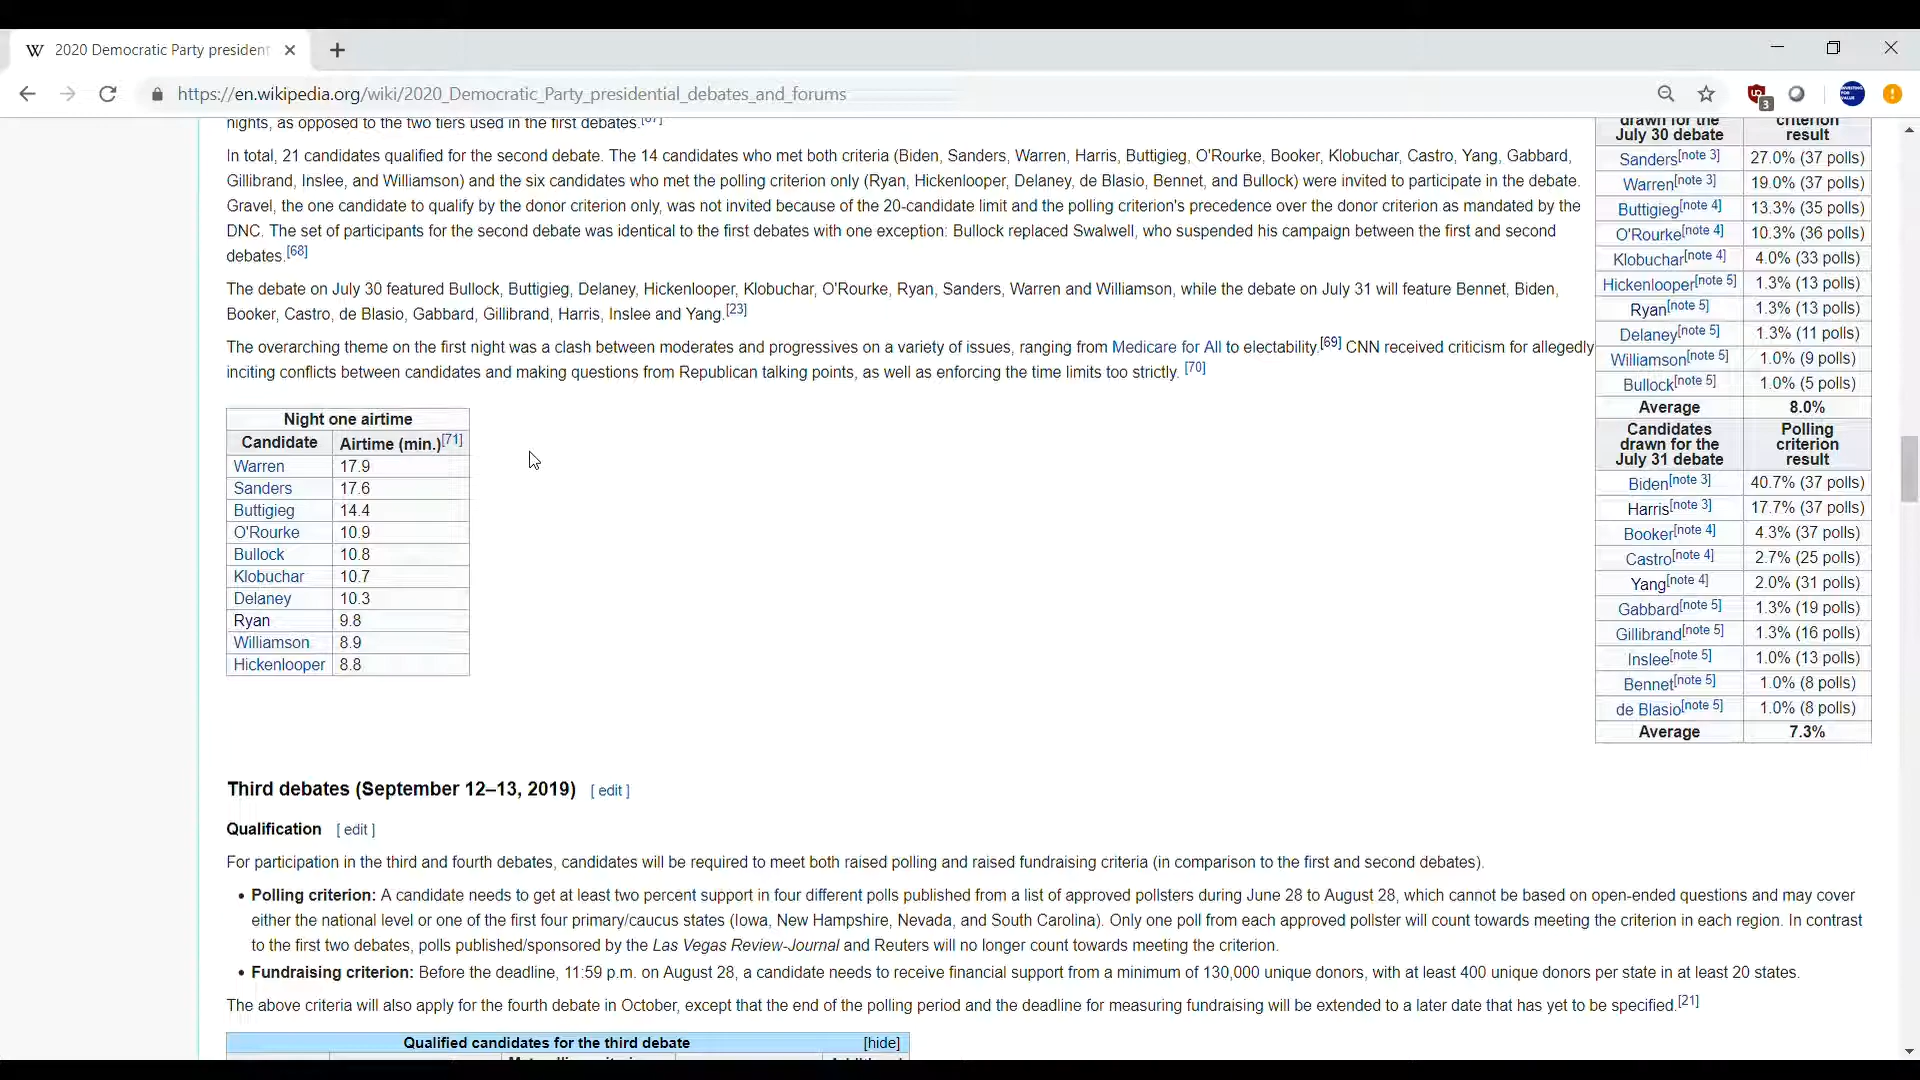 2020 Democratic Party president
https://en.wikipedia.org/wiki/2020_Democratic_Party_presidential_debates_and_forums
3
nights, as opposed to the two tiers used in the first debates.[67]
In total, 21 candidates qualified for the second debate. The 14 candidates who met both criteria (Biden, Sanders, Warren, Harris, Buttigieg, O'Rourke, Booker, Klobuchar, Castro, Yang, Gabbard,
Gillibrand, Inslee, and Williamson) and the six candidates who met the polling criterion only (Ryan, Hickenlooper, Delaney, de Blasio, Bennet, and Bullock) were invited to participate in the debate.
Gravel, the one candidate to qualify by the donor criterion only, was not invited because of the 20-candidate limit and the polling criterion's precedence over the donor criterion as mandated by the
DNC. The set of participants for the second debate was identical to the first debates with one exception: Bullock replaced Swalwell, who suspended his campaign between the first and second
debates.[68]
The debate on July 30 featured Bullock, Buttigieg, Delaney, Hickenlooper, Klobuchar, O'Rourke, Ryan, Sanders, Warren and Williamson, while the debate on July 31 will feature Bennet, Biden,
Booker, Castro, de Blasio, Gabbard, Gillibrand, Harris, Inslee and Yang.[23]
The overarching theme on the first night was a clash between moderates and progressives on a variety of issues, ranging from Medicare for All to electability.[69] CNN received criticism for allegedly
inciting conflicts between candidates and making questions from Republican talking points, as well as enforcing the time limits too strictly. [70]
Night one airtime
Candidate Airtime (min.)[71]
Warren 17.9
Sanders 17.6
Buttigieg 14.4
O'Rourke 10.9
Bullock 10.8
Klobuchar 10.7
Delaney 10.3
Ryan 9.8
Williamson 8.9
Hickenlooper 8.8
drawn for the criterion
July 30 debate result
Sanders[note 3] 27.0% (37 polls)
Warren[note 3] 19.0% (37 polls)
Buttigieg[note 4] 13.3% (35 polls)
O'Rourke[note 4] 10.3% (36 polls)
Klobuchar[note 4] 4.0% (33 polls)
Hickenlooper[note 5] 1.3% (13 polls)
Ryan[note 5] 1.3% (13 polls)
Delaney[note 5] 1.3% (11 polls)
Williamson[note 5] 1.0% (9 polls)
Bullock[note 5] 1.0% (5 polls)
Average 8.0%
Candidates Polling
drawn for the criterion
July 31 debate result
Biden[note 3] 40.7% (37 polls)
Harris[note 3] 17.7% (37 polls)
Booker[note 4] 4.3% (37 polls)
Castro[note 4] 2.7% (25 polls)
Yang[note 4] 2.0% (31 polls)
Gabbard[note 5] 1.3% (19 polls)
Gillibrand[note 5] 1.3% (16 polls)
Inslee[note 5] 1.0% (13 polls)
Bennet[note 5] 1.0% (8 polls)
de Blasio[note 5] 1.0% (8 polls)
Average 7.3%
Third debates (September 12–13, 2019) [ edit ]
Qualification [ edit ]
For participation in the third and fourth debates, candidates will be required to meet both raised polling and raised fundraising criteria (in comparison to the first and second debates).
• Polling criterion: A candidate needs to get at least two percent support in four different polls published from a list of approved pollsters during June 28 to August 28, which cannot be based on open-ended questions and may cover
either the national level or one of the first four primary/caucus states (Iowa, New Hampshire, Nevada, and South Carolina). Only one poll from each approved pollster will count towards meeting the criterion in each region. In contrast
to the first two debates, polls published/sponsored by the Las Vegas Review-Journal and Reuters will no longer count towards meeting the criterion.
• Fundraising criterion: Before the deadline, 11:59 p.m. on August 28, a candidate needs to receive financial support from a minimum of 130,000 unique donors, with at least 400 unique donors per state in at least 20 states.
The above criteria will also apply for the fourth debate in October, except that the end of the polling period and the deadline for measuring fundraising will be extended to a later date that has yet to be specified.[21]
Qualified candidates for the third debate [hide]